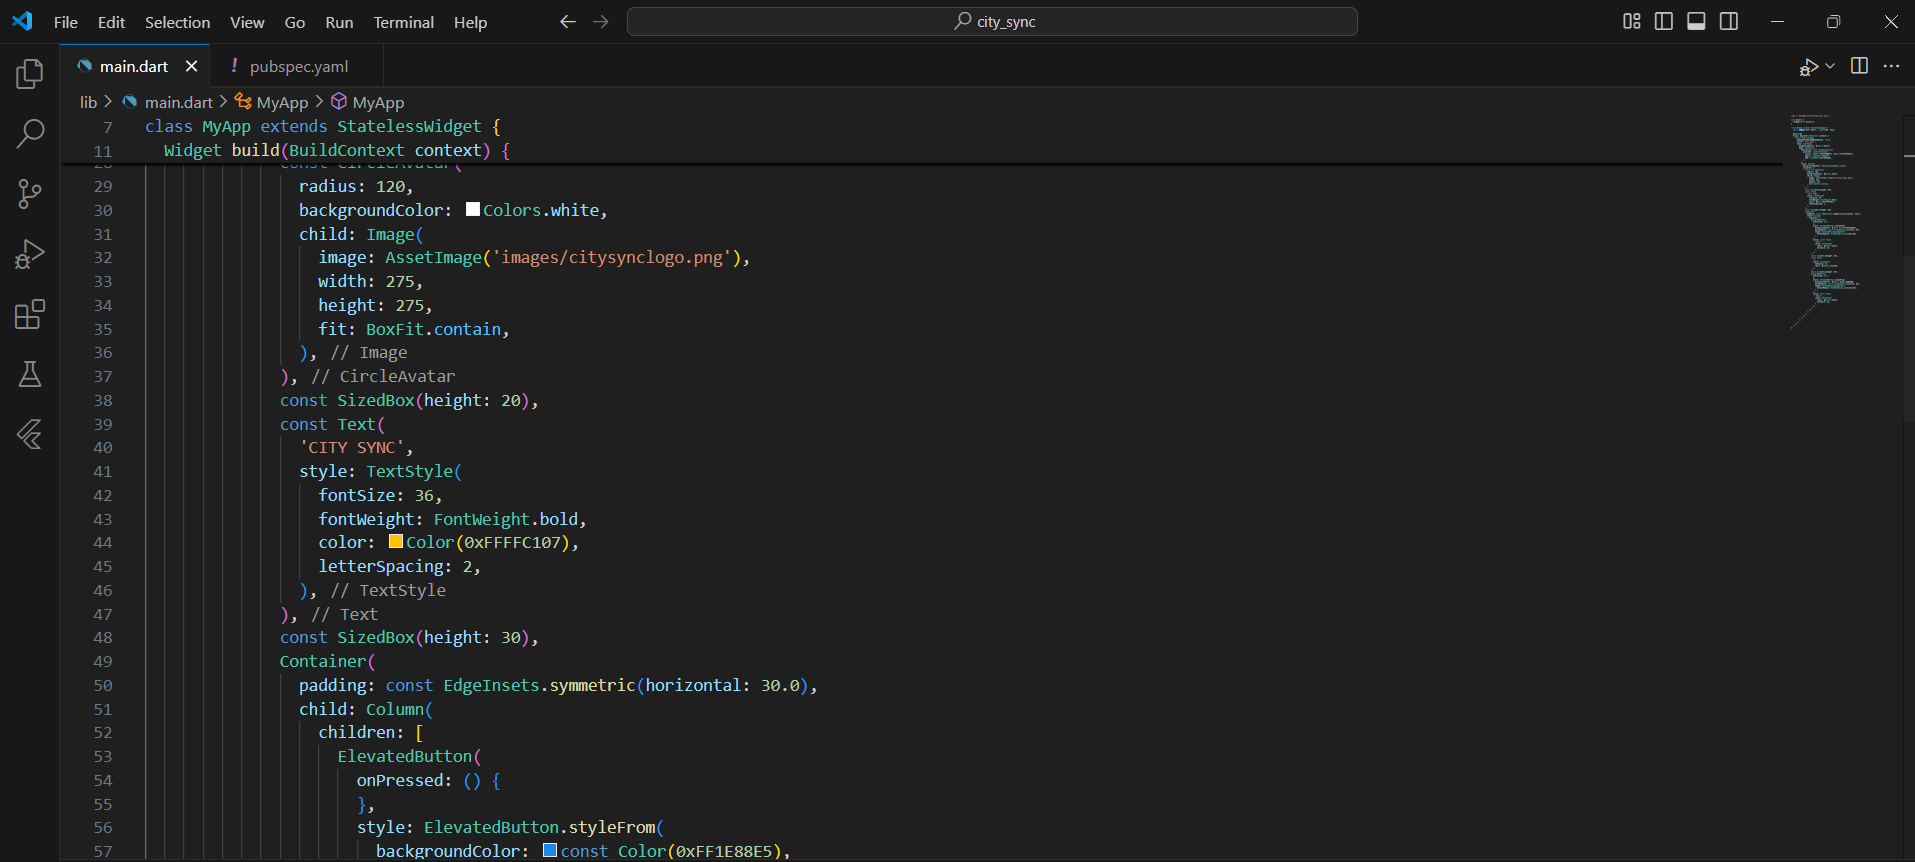 File Edit Selection View Go Run Terminal Help
city_sync
main.dart
! pubspec.yaml
lib > main.dart > MyApp > MyApp
7 class MyApp extends StatelessWidget {
11 Widget build(BuildContext context) {
28 const CircleAvatar(
29 radius: 120,
30 backgroundColor: Colors.white,
31 child: Image(
32 image: AssetImage('images/citysynclogo.png'),
33 width: 275,
34 height: 275,
35 fit: BoxFit.contain,
36 ), // Image
37 ), // CircleAvatar
38 const SizedBox(height: 20),
39 const Text(
40 'CITY SYNC',
41 style: TextStyle(
42 fontSize: 36,
43 fontWeight: FontWeight.bold,
44 color: Color(0xFFFFC107),
45 letterSpacing: 2,
46 ), // TextStyle
47 ), // Text
48 const SizedBox(height: 30),
49 Container(
50 padding: const EdgeInsets.symmetric(horizontal: 30.0),
51 child: Column(
52 children: [
53 ElevatedButton(
54 onPressed: () {
55 },
56 style: ElevatedButton.styleFrom(
57 backgroundColor: const Color(0xFF1E88E5),